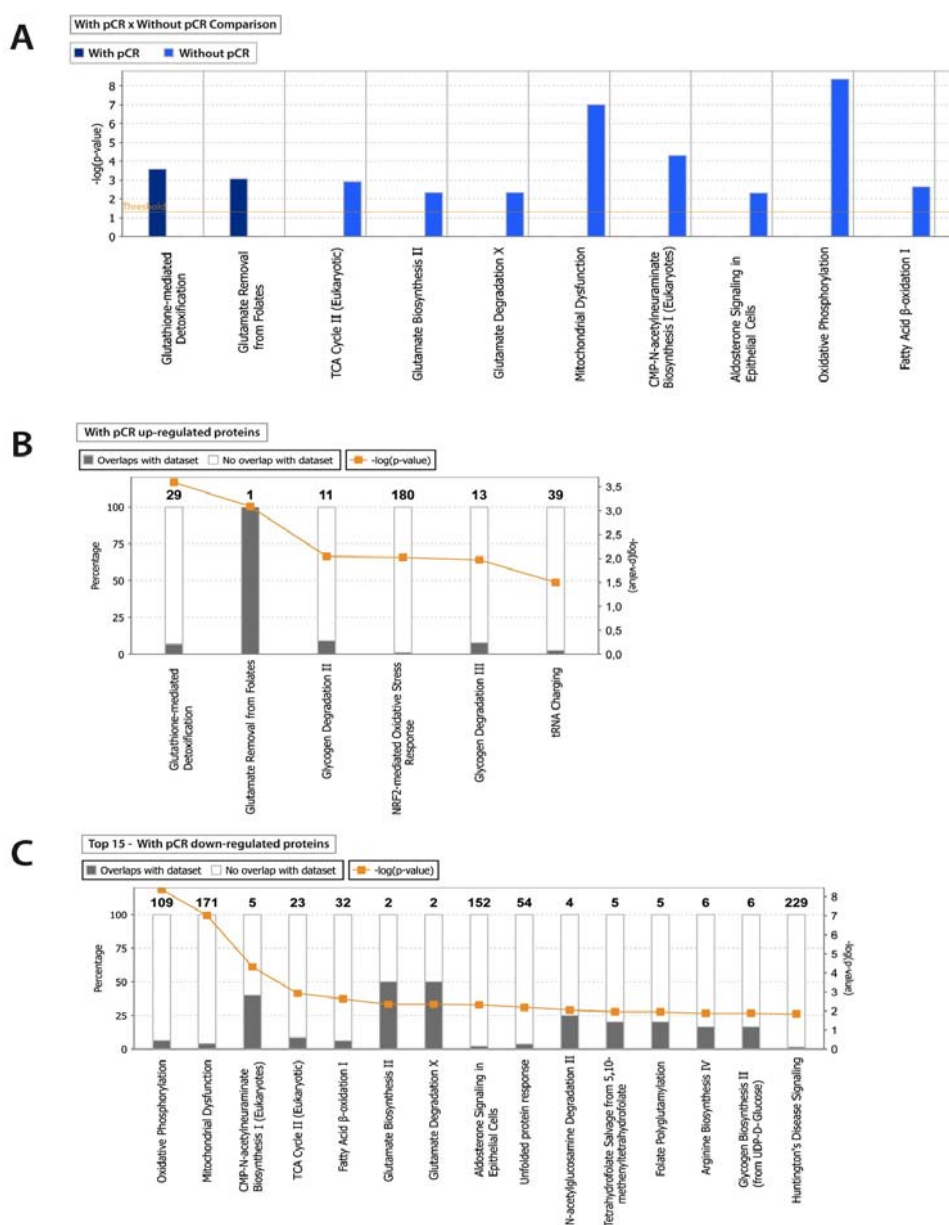 A
With pCR x Without pCR Comparison
With pCR Without pCR
8
7
6
5
4
3
2
1
0
-log(p-value)
Threshold
Glutathione-mediated
Detoxification
Glutamate Removal
from Folates
TCA Cycle II (Eukaryotic)
Glutamate Biosynthesis II
Glutamate Degradation X
Mitochondrial Dysfunction
CMP-N-acetylneuraminate
Biosynthesis I (Eukaryotes)
Aldosterone Signaling in
Epithelial Cells
Oxidative Phosphorylation
Fatty Acid β-oxidation I
B
With pCR up-regulated proteins
Overlaps with dataset No overlap with dataset -log(p-value)
29 1 11 180 13 39
100
75
50
25
0
Percentage
3,5
3,0
2,5
2,0
1,5
1,0
0,5
0,0
-log(p-value)
Glutathione-mediated
Detoxification
Glutamate Removal from Folates
Glycogen Degradation II
NRF2-mediated Oxidative Stress
Response
Glycogen Degradation III
tRNA Charging
C
Top 15 - With pCR down-regulated proteins
Overlaps with dataset No overlap with dataset -log(p-value)
109 171 5 23 32 2 2 152 54 4 5 5 6 6 229
100
75
50
25
0
Percentage
8
7
6
5
4
3
2
1
0
-log(p-value)
Oxidative Phosphorylation
Mitochondrial Dysfunction
CMP-N-acetylneuraminate
Biosynthesis I (Eukaryotes)
TCA Cycle II (Eukaryotic)
Fatty Acid β-oxidation I
Glutamate Biosynthesis II
Glutamate Degradation X
Aldosterone Signaling in
Epithelial Cells
Unfolded protein response
N-acetylglucosamine Degradation II
Tetrahydrofolate Salvage from 5,10-
methenyltetrahydrofolate
Folate Polyglutamylation
Arginine Biosynthesis IV
Glycogen Biosynthesis II
(from UDP-D-Glucose)
Huntington's Disease Signaling